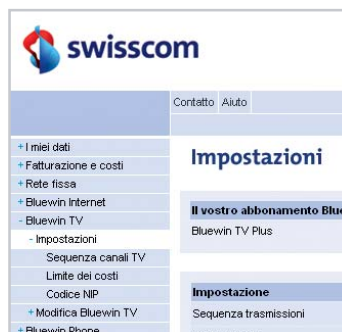 swisscom
Contatto Aiuto
+ I miei dati
+ Fatturazione e costi
+ Rete fissa
+ Bluewin Internet
- Bluewin TV
- Impostazioni
Sequenza canali TV
Limite dei costi
Codice NIP
+ Modifica Bluewin TV
+ Bluewin Phone
Impostazioni
Il vostro abbonamento
Bluewin TV Plus
Impostazione
Sequenza trasmissioni